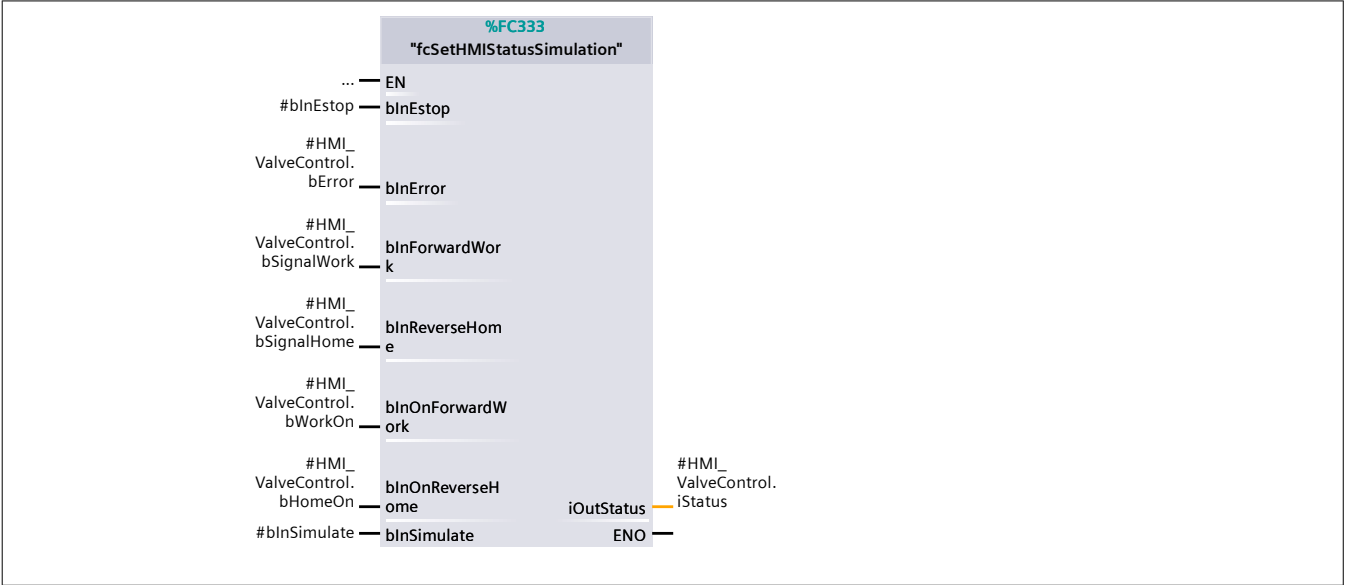 %FC333
"fcSetHMIStatusSimulation"
... EN
#bInEstop bInEstop
#HMI_
ValveControl.
bError bInError
#HMI_
ValveControl.
bSignalWork
bInForwardWor
k
#HMI_
ValveControl.
bSignalHome
bInReverseHom
e
#HMI_
ValveControl.
bWorkOn
bInOnForwardW
ork
#HMI_
ValveControl.
bHomeOn
bInOnReverseH
ome
#HMI_
ValveControl.
iOutStatus iStatus
#bInSimulate bInSimulate ENO